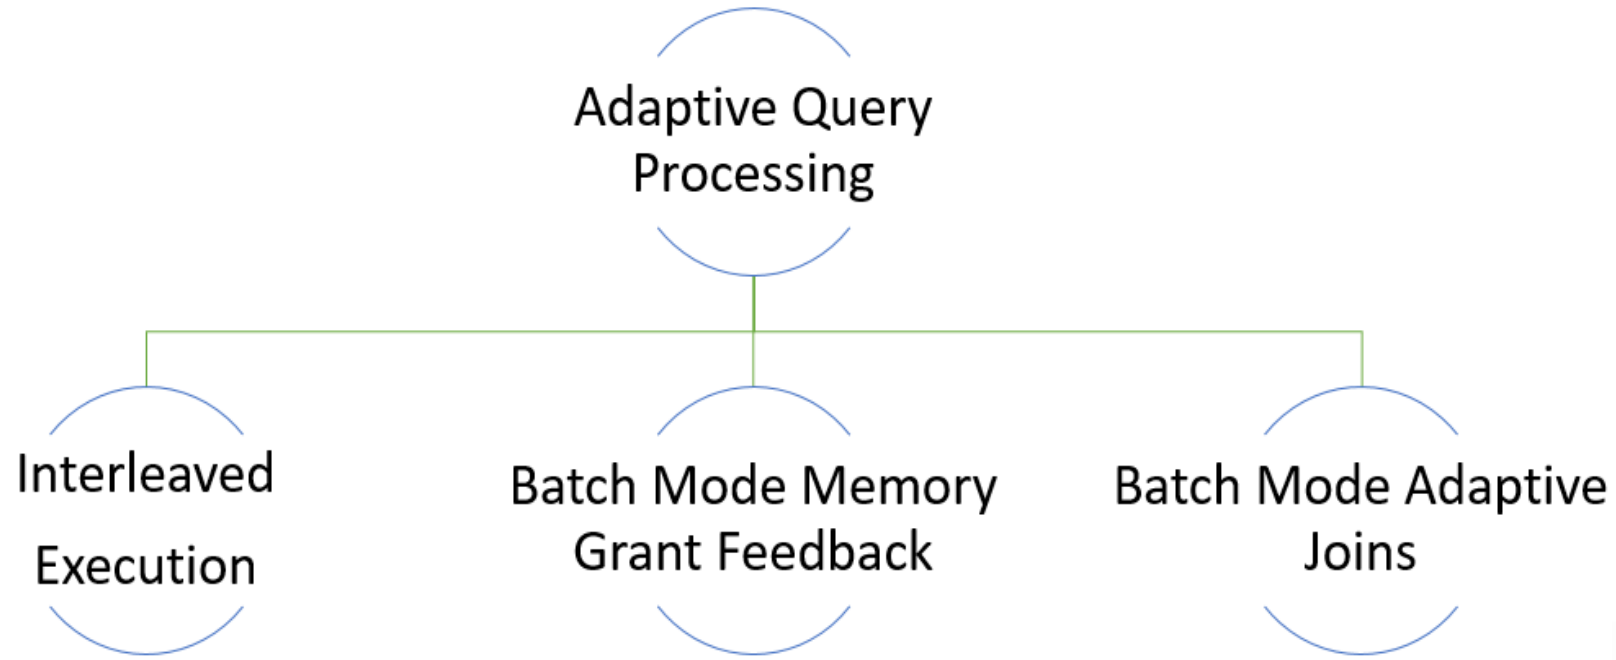 Adaptive Query
Processing
Interleaved
Execution
Batch Mode Memory
Grant Feedback
Batch Mode Adaptive
Joins